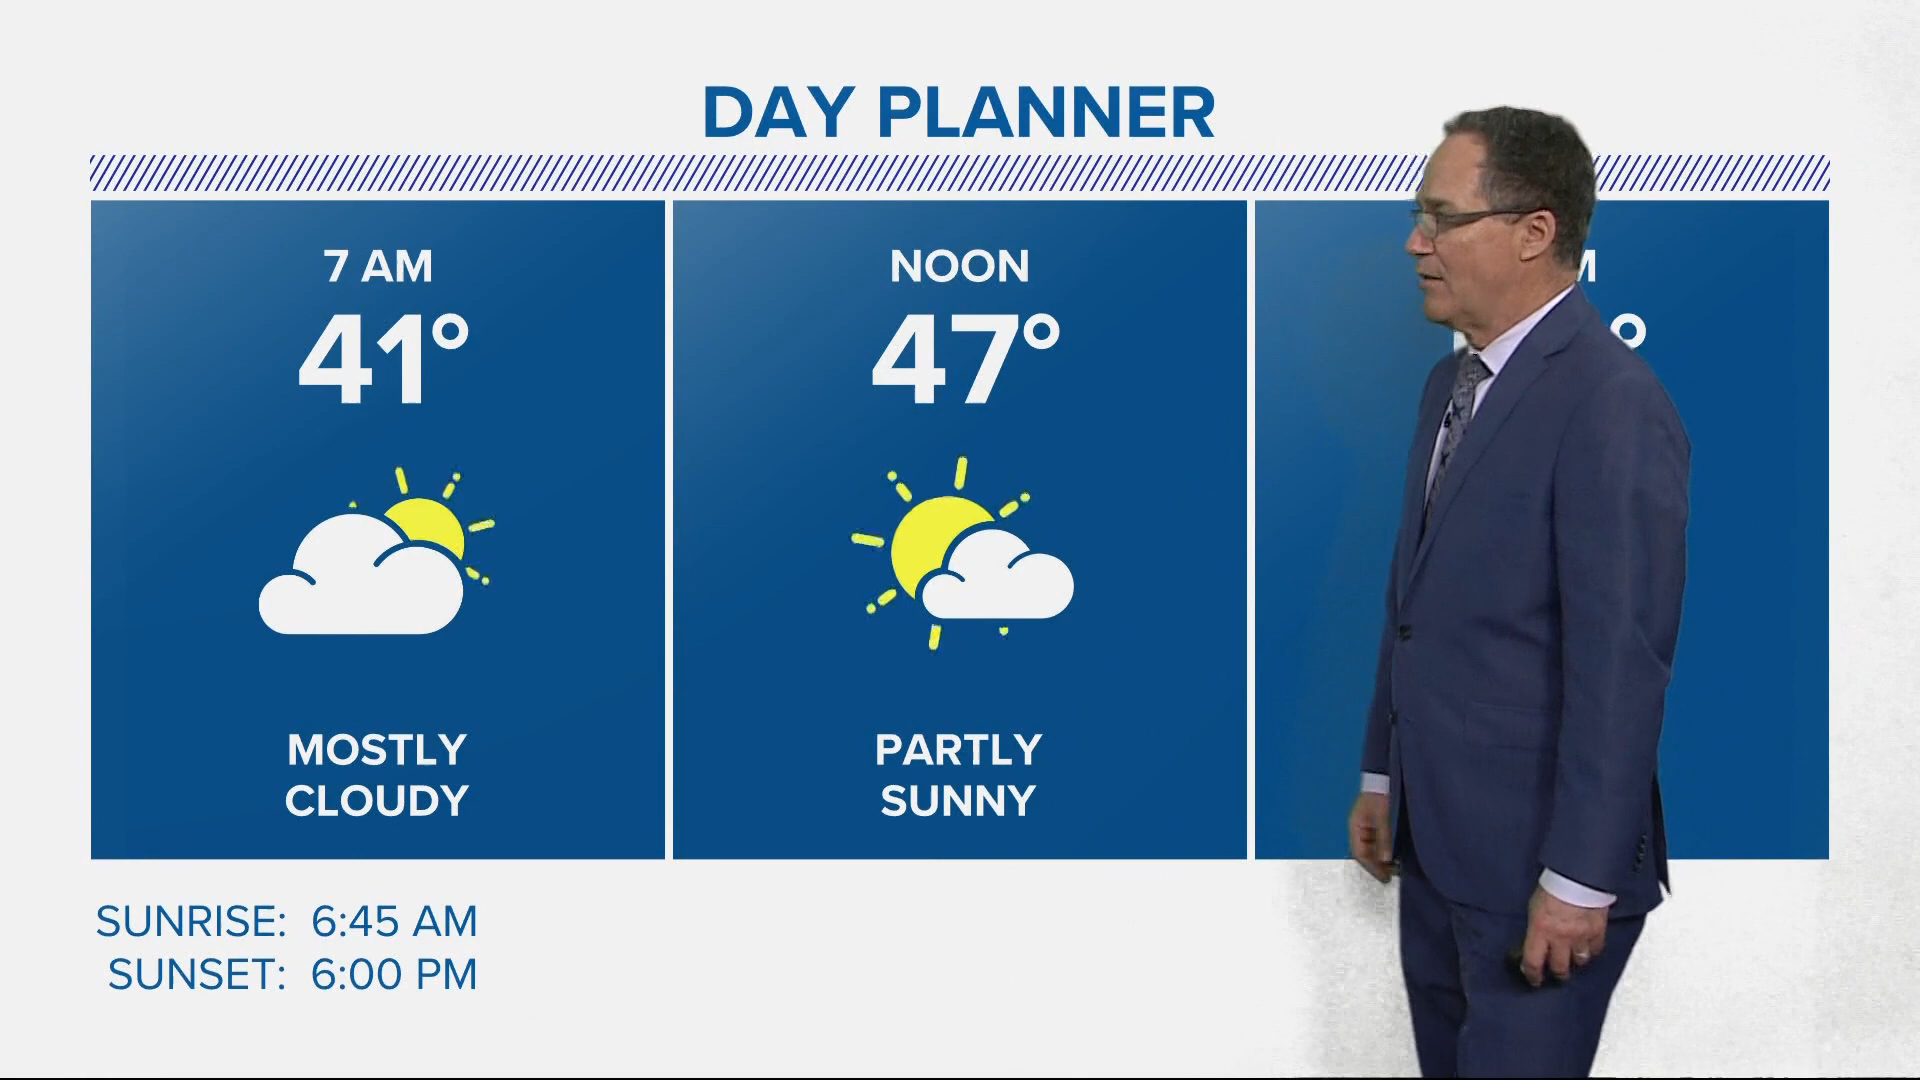 DAY PLANNER
7 AM
41°
MOSTLY
CLOUDY
NOON
47°
PARTLY
SUNNY
SUNRISE: 6:45 AM
SUNSET: 6:00 PM